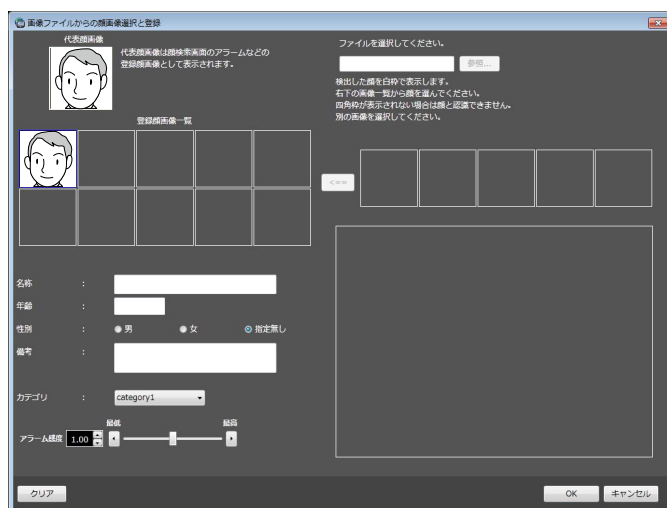 画像ファイルからの顔画像選択と登録
代表顔画像
代表顔画像は顔検索画面のアラームなどの
登録顔画像として表示されます。
ファイルを選択してください。
参照...
検出した顔を白枠で表示します。
右下の画像一覧から顔を選んでください。
四角枠が表示されない場合は顔と認識できません。
別の画像を選択してください。
登録顔画像一覧
<==
名称 :
年齢 :
性別 : 男 女 指定無し
備考 :
カテゴリ : category1
最低 最高
アラーム感度 1.00
クリア
OK キャンセル